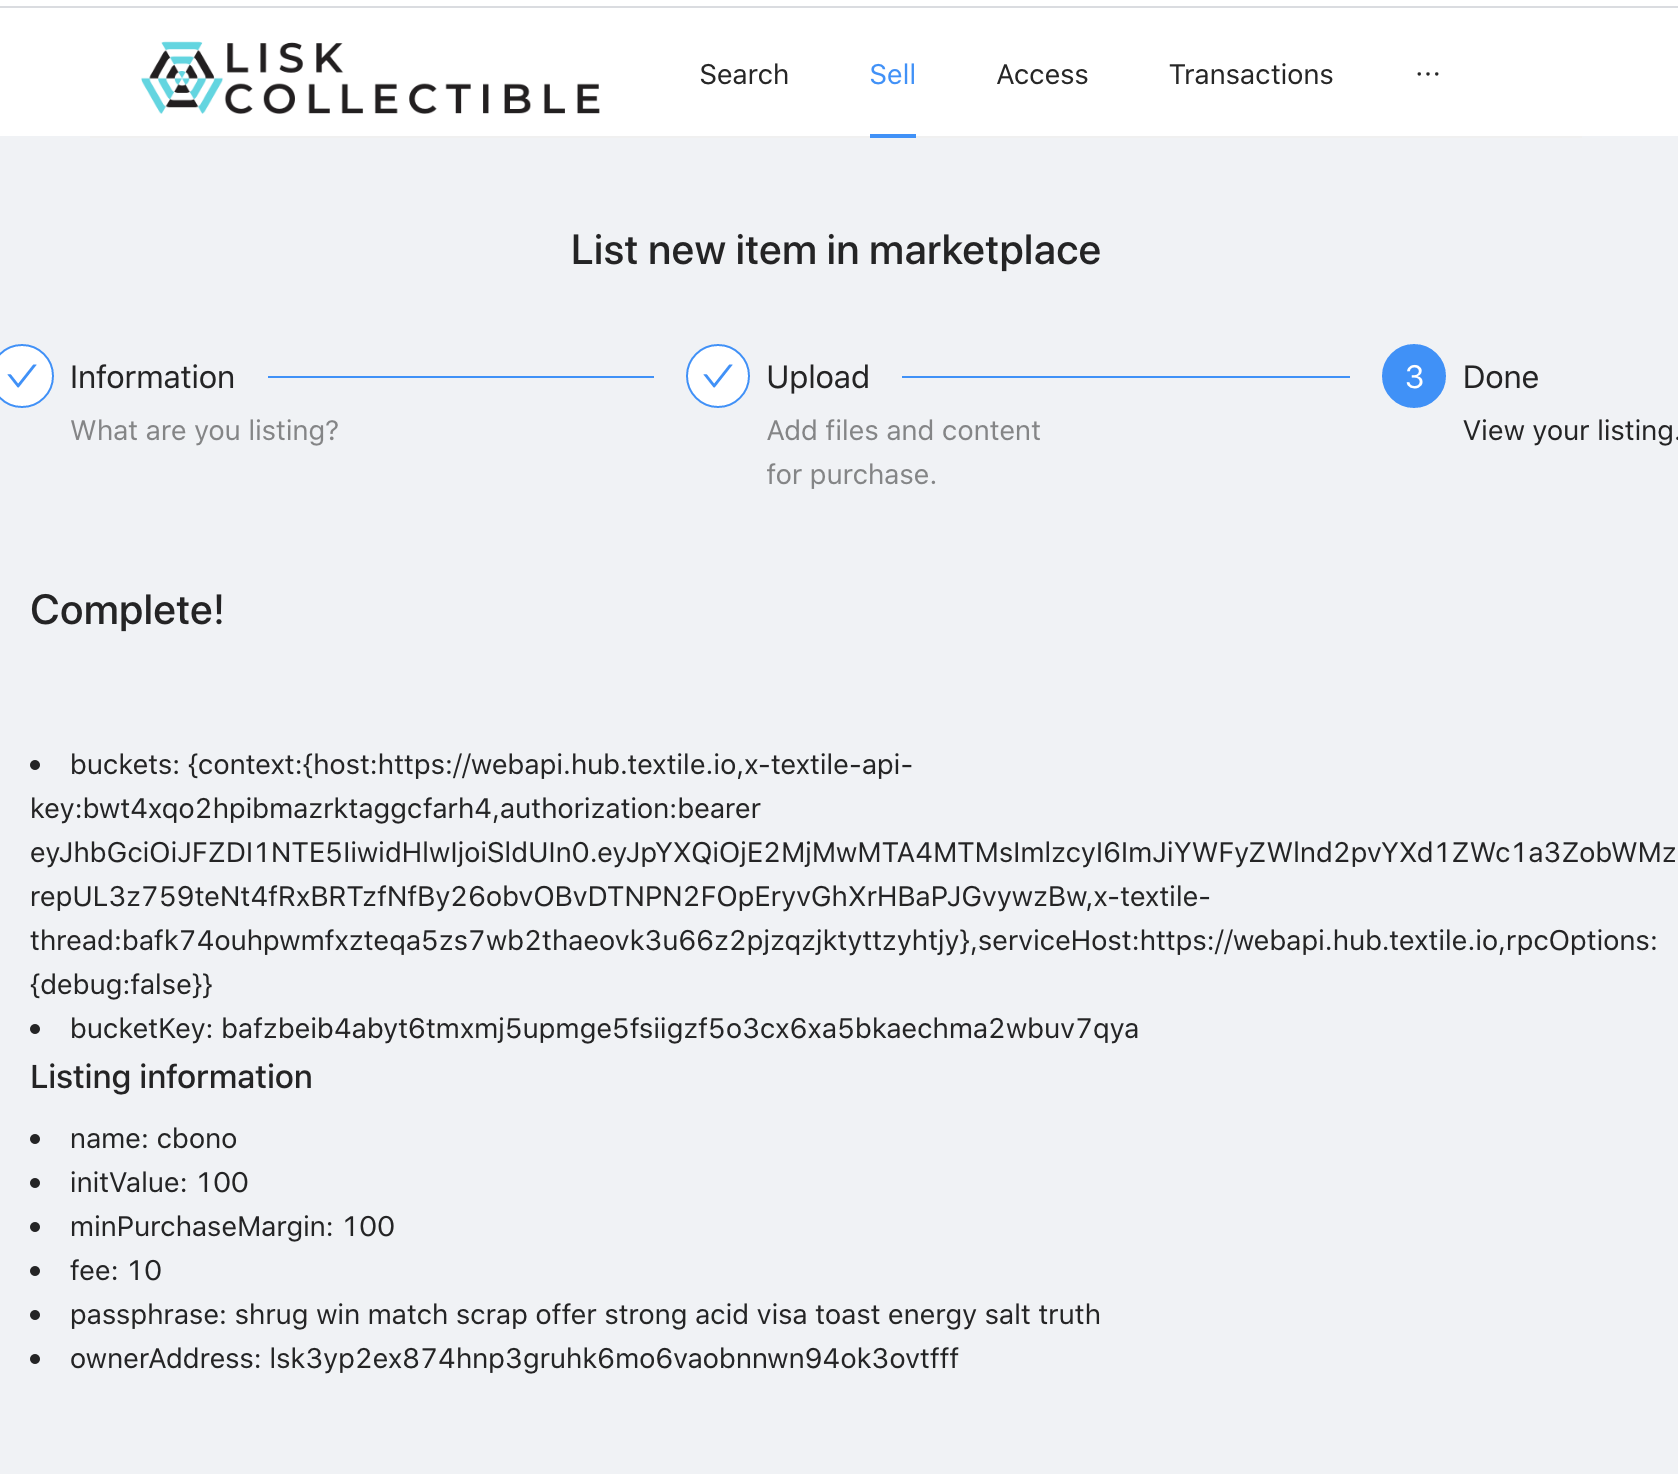 LISK
COLLECTIBLE
Search
Sell
Access
Transactions
···
List new item in marketplace
Information
What are you listing?
Upload
Add files and content
for purchase.
3
Done
View your listing.
Complete!
• buckets: {context:{host:https://webapi.hub.textile.io,x-textile-api-
key:bwt4xqo2hpibmazrktaggcfarh4,authorization:bearer
eyJhbGciOiJFZDI1NTE5IiwidHlwIjoiSldUIn0.eyJpYXQiOjE2MjMwMTA4MTMsImlzcyI6ImJiYWFyZWlnd2pvYXd1ZWc1a3ZobWMz
repUL3z759teNt4fRxBRTzfNfBy26obvOBvDTNPN2FOpEryvGhXrHBaPJGvywzBw,x-textile-
thread:bafk74ouhpwmfxzteqa5zs7wb2thaeovk3u66z2pjzqzjktyttzyhtjy},serviceHost:https://webapi.hub.textile.io,rpcOptions:
{debug:false}}
• bucketKey: bafzbeib4abyt6tmxmj5upmge5fsiigzf5o3cx6xa5bkaechma2wbuv7qya
Listing information
• name: cbono
• initValue: 100
• minPurchaseMargin: 100
• fee: 10
• passphrase: shrug win match scrap offer strong acid visa toast energy salt truth
• ownerAddress: lsk3yp2ex874hnp3gruhk6mo6vaobnnwn94ok3ovtfff